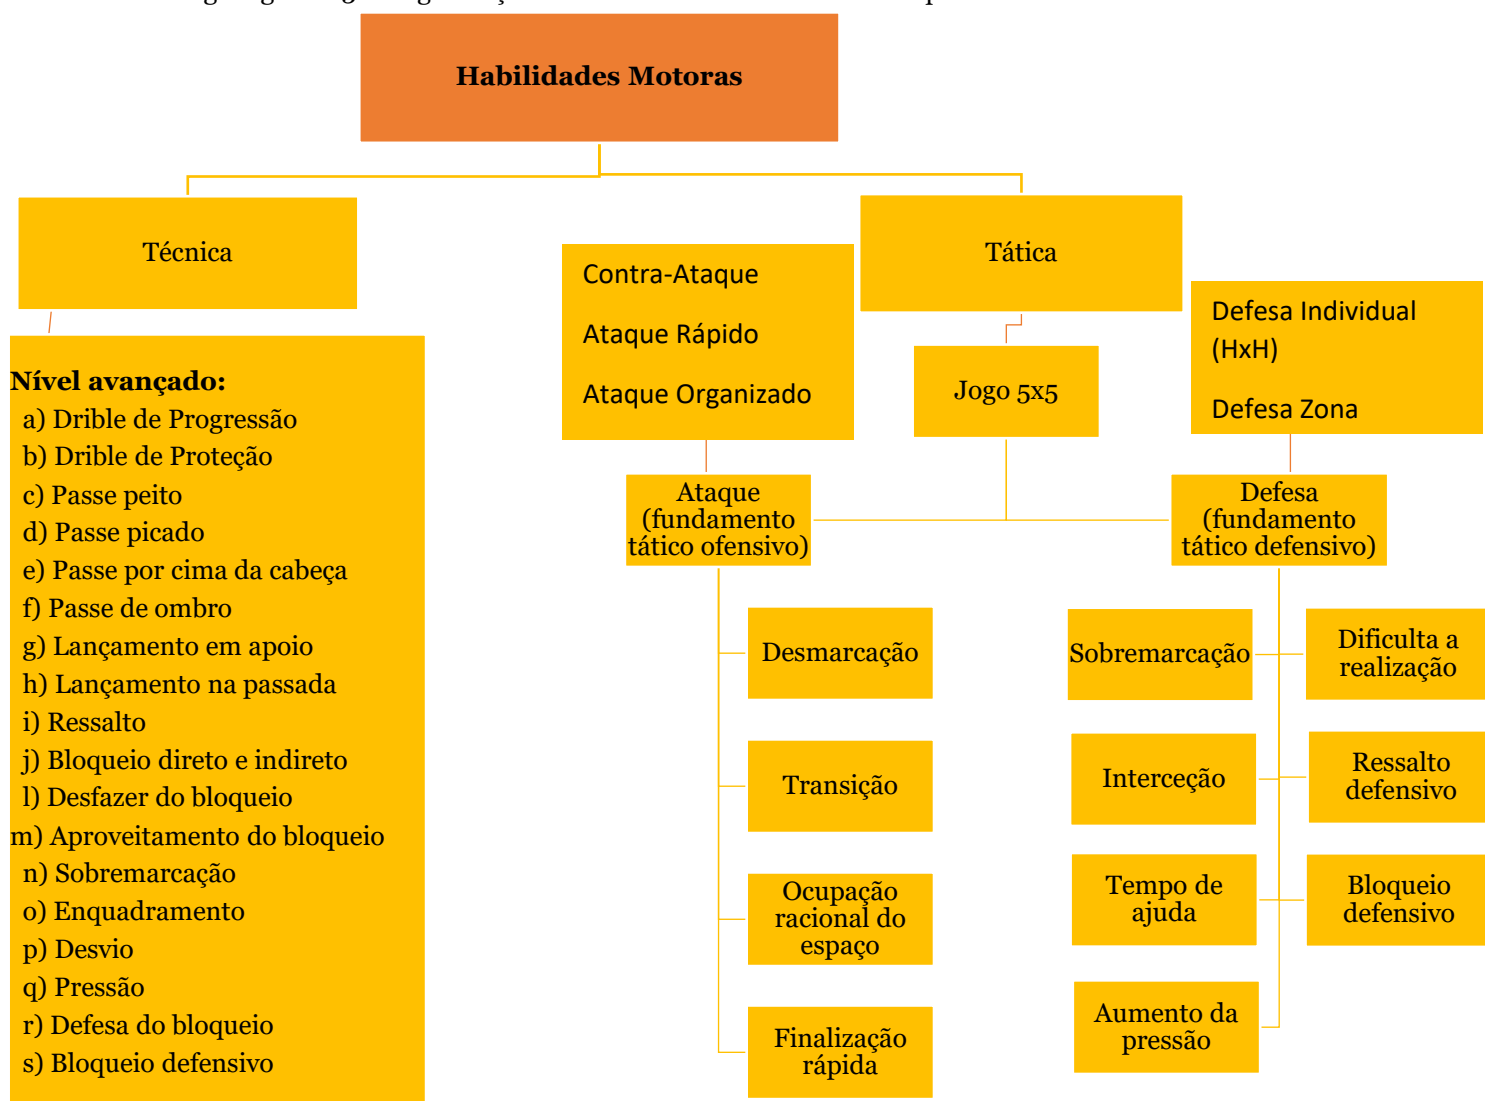 Habilidades Motoras
Técnica
Nível avançado:
a) Drible de Progressão
b) Drible de Proteção
c) Passe peito
d) Passe picado
e) Passe por cima da cabeça
f) Passe de ombro
g) Lançamento em apoio
h) Lançamento na passada
i) Ressalto
j) Bloqueio direto e indireto
l) Desfazer do bloqueio
m) Aproveitamento do bloqueio
n) Sobremarcação
o) Enquadramento
p) Desvio
q) Pressão
r) Defesa do bloqueio
s) Bloqueio defensivo
Tática
Jogo 5x5
Contra-Ataque
Ataque Rápido
Ataque Organizado
Ataque
(fundamento
tático ofensivo)
Desmarcação
Transição
Ocupação
racional do
espaço
Finalização
rápida
Defesa Individual
(HxH)
Defesa Zona
Defesa
(fundamento
tático defensivo)
Sobremarcação
Dificulta a
realização
Interceção
Ressalto
defensivo
Tempo de
ajuda
Bloqueio
defensivo
Aumento da
pressão